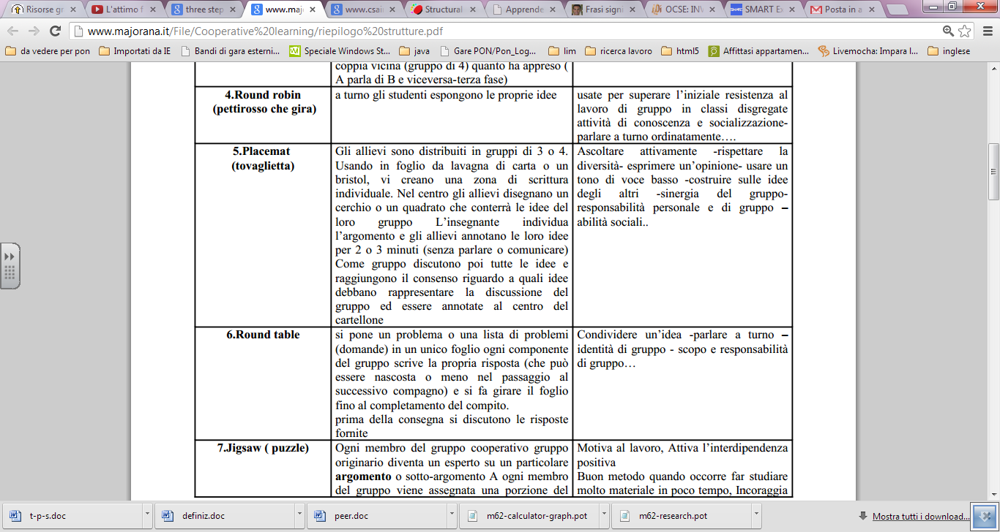 Risorse gr
L'attimo f
three step
www.maj
www.csai
Structural
Apprende
Frasi signi
OCSE: IN
SMART Ex
Posta in a
www.majorana.it/File/Cooperative%20learning/riepilogo%20strutture.pdf
da vedere per pon
Importati da IE
Bandi di gara esterni...
Speciale Windows St...
java
Gare PON/Pon_Log...
lim
ricerca lavoro
html5
Affittasi appartamen...
Livemocha: Impara l...
inglese
coppia vicina (gruppo di 4) quanto ha appreso (
A parla di B e viceversa-terza fase)
4.Round robin
(pettirosso che gira)
a turno gli studenti espongono le proprie idee
usate per superare l'iniziale resistenza al
lavoro di gruppo in classi disgregate
attività di conoscenza e socializzazione-
parlare a turno ordinatamente….
5.Placemat
(tovaglietta)
Gli allievi sono distribuiti in gruppi di 3 o 4.
Usando in foglio da lavagna di carta o un
bristol, vi creano una zona di scrittura
individuale. Nel centro gli allievi disegnano un
cerchio o un quadrato che conterrà le idee del
loro gruppo L'insegnante individua
l'argomento e gli allievi annotano le loro idee
per 2 o 3 minuti (senza parlare o comunicare)
Come gruppo discutono poi tutte le idee e
raggiungono il consenso riguardo a quali idee
debbano rappresentare la discussione del
gruppo ed essere annotate al centro del
cartellone
Ascoltare attivamente -rispettare la
diversità- esprimere un'opinione- usare un
tono di voce basso -costruire sulle idee
degli altri -sinergia del gruppo-
responsabilità personale e di gruppo –
abilità sociali..
6.Round table
si pone un problema o una lista di problemi
(domande) in un unico foglio ogni componente
del gruppo scrive la propria risposta (che può
essere nascosta o meno nel passaggio al
successivo compagno) e si fa girare il foglio
fino al completamento del compito.
prima della consegna si discutono le risposte
fornite
Condividere un'idea -parlare a turno –
identità di gruppo - scopo e responsabilità
di gruppo…
7.Jigsaw ( puzzle)
Ogni membro del gruppo cooperativo gruppo
originario diventa un esperto su un particolare
argomento o sotto-argomento A ogni membro
del gruppo viene assegnata una porzione del
Motiva al lavoro, Attiva l'interdipendenza
positiva
Buon metodo quando occorre far studiare
molto materiale in poco tempo, Incoraggia
t-p-s.doc
definiz.doc
peer.doc
m62-calculator-graph.pot
m62-research.pot
Mostra tutti i download...